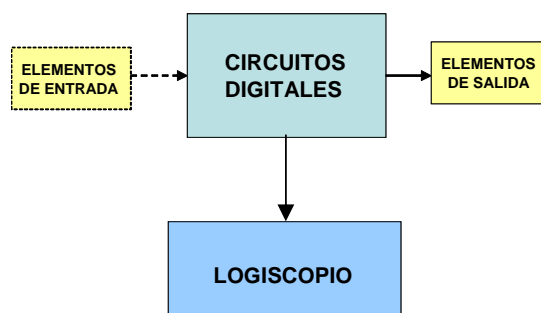 ELEMENTOS
DE ENTRADA
CIRCUITOS
DIGITALES
ELEMENTOS
DE SALIDA
LOGISCOPIO